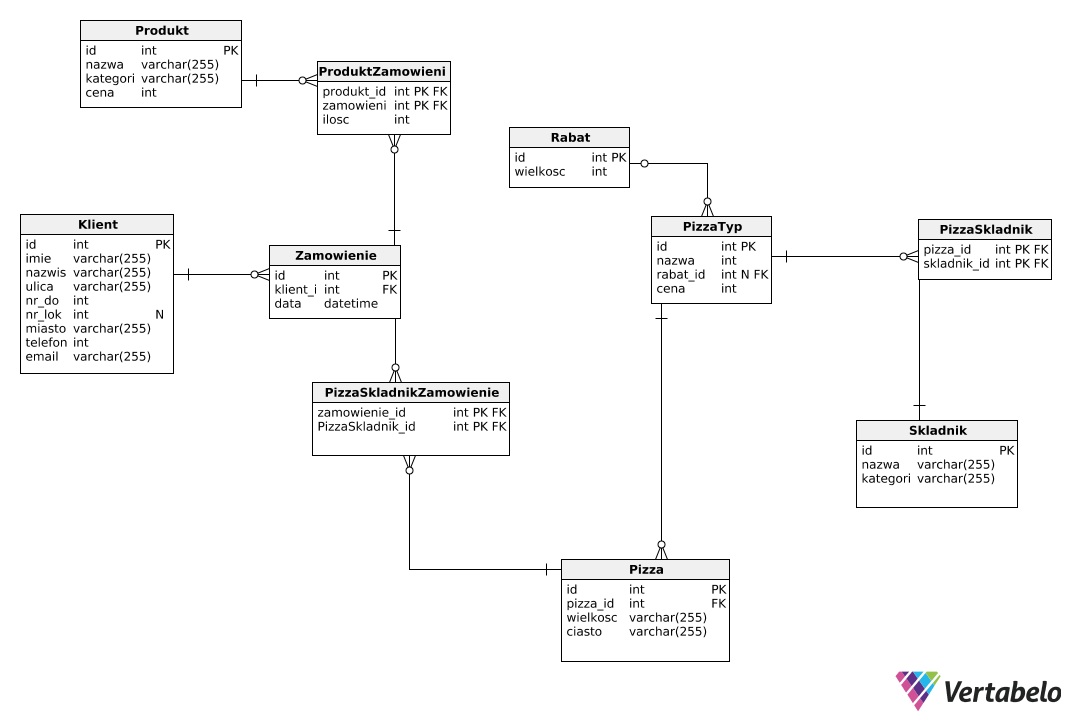 Produkt
id int PK
nazwa varchar(255)
kategori varchar(255)
cena int
ProduktZamowieni
produkt_id int PK FK
zamowieni int PK FK
ilosc int
Rabat
id int PK
wielkosc int
Klient
id int PK
imie varchar(255)
nazwis varchar(255)
ulica varchar(255)
nr_do int
nr_lok int N
miasto varchar(255)
telefon int
email varchar(255)
Zamowienie
id int PK
klient_i int FK
data datetime
PizzaTyp
id int PK
nazwa int
rabat_id int N FK
cena int
PizzaSkladnik
pizza_id int PK FK
skladnik_id int PK FK
PizzaSkladnikZamowienie
zamowienie_id int PK FK
PizzaSkladnik_id int PK FK
Skladnik
id int PK
nazwa varchar(255)
kategori varchar(255)
Pizza
id int PK
pizza_id int FK
wielkosc varchar(255)
ciasto varchar(255)
Vertabelo